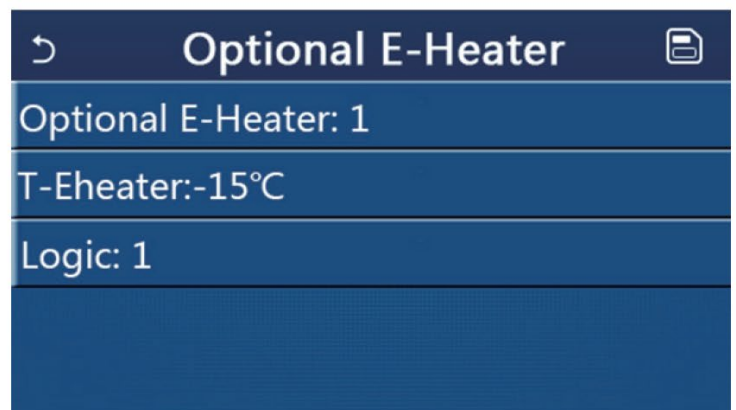 Optional E-Heater
Optional E-Heater: 1
T-Eheater:-15℃
Logic: 1